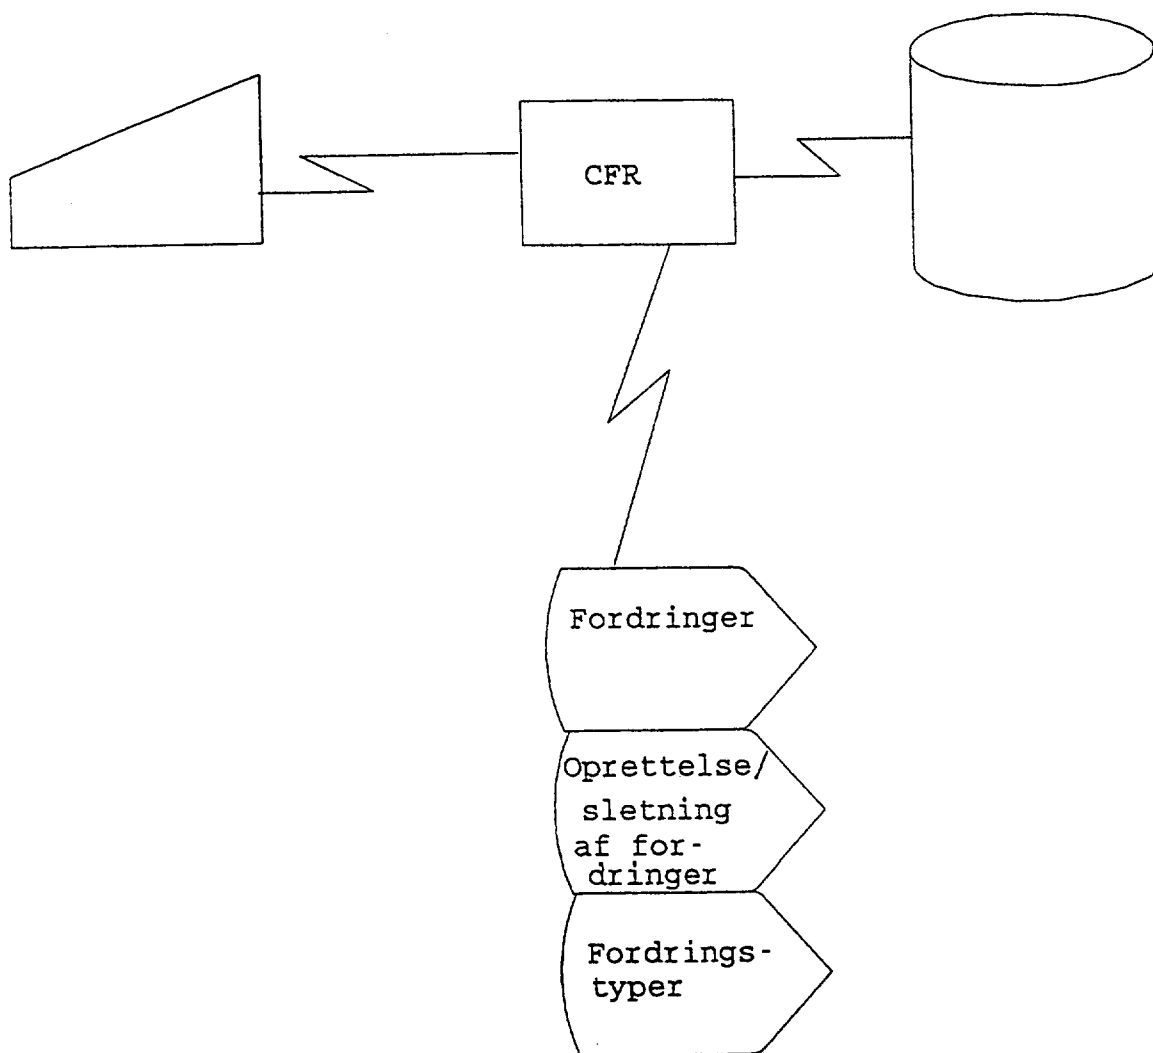 CFR
Fordringer
Oprettelse/
sletning
af for-
dringer
Fordrings-
typer